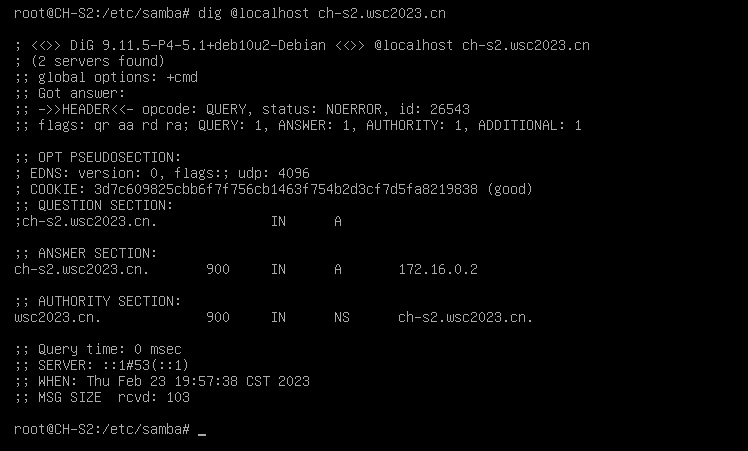 root@CH-S2:/etc/samba# dig @localhost ch-s2.wsc2023.cn
; <<>> DiG 9.11.5-P4-5.1+deb10u2-Debian <<>> @localhost ch-s2.wsc2023.cn
; (2 servers found)
;; global options: +cmd
;; Got answer:
;; ->>HEADER<<- opcode: QUERY, status: NOERROR, id: 26543
;; flags: qr aa rd ra; QUERY: 1, ANSWER: 1, AUTHORITY: 1, ADDITIONAL: 1
;; OPT PSEUDOSECTION:
; EDNS: version: 0, flags:; udp: 4096
; COOKIE: 3d7c609825cbb6f7f756cb1463f754b2d3cf7d5fa8219838 (good)
;; QUESTION SECTION:
;ch-s2.wsc2023.cn. IN A
;; ANSWER SECTION:
ch-s2.wsc2023.cn. 900 IN A 172.16.0.2
;; AUTHORITY SECTION:
wsc2023.cn. 900 IN NS ch-s2.wsc2023.cn.
;; Query time: 0 msec
;; SERVER: ::1#53(::1)
;; WHEN: Thu Feb 23 19:57:38 CST 2023
;; MSG SIZE rcvd: 103
root@CH-S2:/etc/samba# _